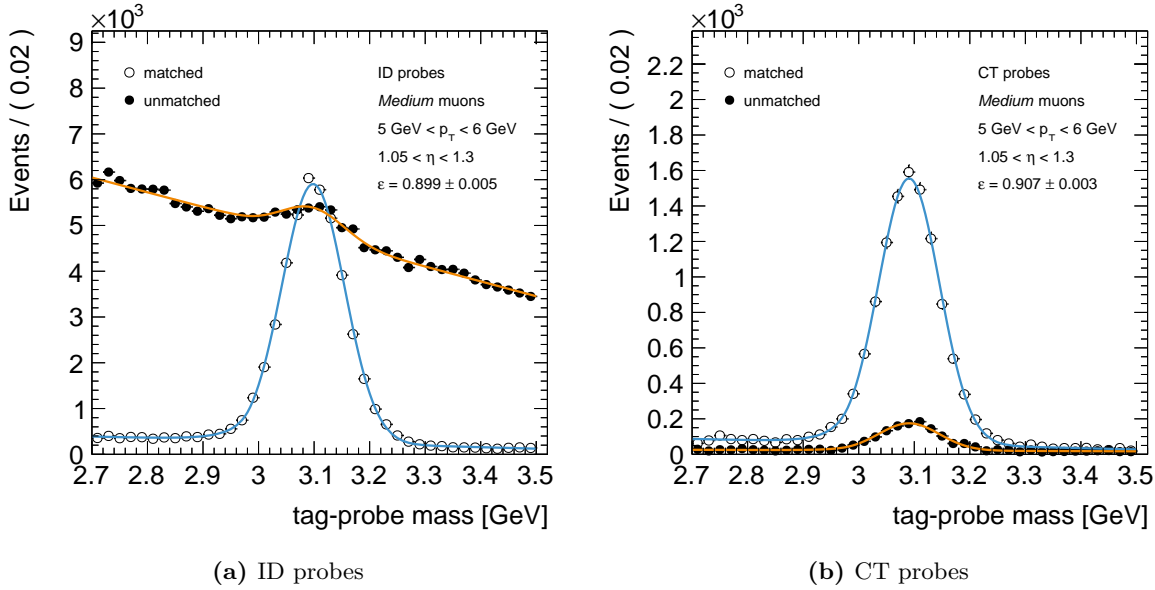 ×10³
Events / ( 0.02 )
9
8
7
6
5
4
3
2
1
0
○ matched
● unmatched
ID probes
Medium muons
5 GeV < p_T < 6 GeV
1.05 < η < 1.3
ε = 0.899 ± 0.005
2.7 2.8 2.9 3 3.1 3.2 3.3 3.4 3.5
tag-probe mass [GeV]
(a) ID probes
×10³
Events / ( 0.02 )
2.2
2
1.8
1.6
1.4
1.2
1
0.8
0.6
0.4
0.2
0
○ matched
● unmatched
CT probes
Medium muons
5 GeV < p_T < 6 GeV
1.05 < η < 1.3
ε = 0.907 ± 0.003
2.7 2.8 2.9 3 3.1 3.2 3.3 3.4 3.5
tag-probe mass [GeV]
(b) CT probes